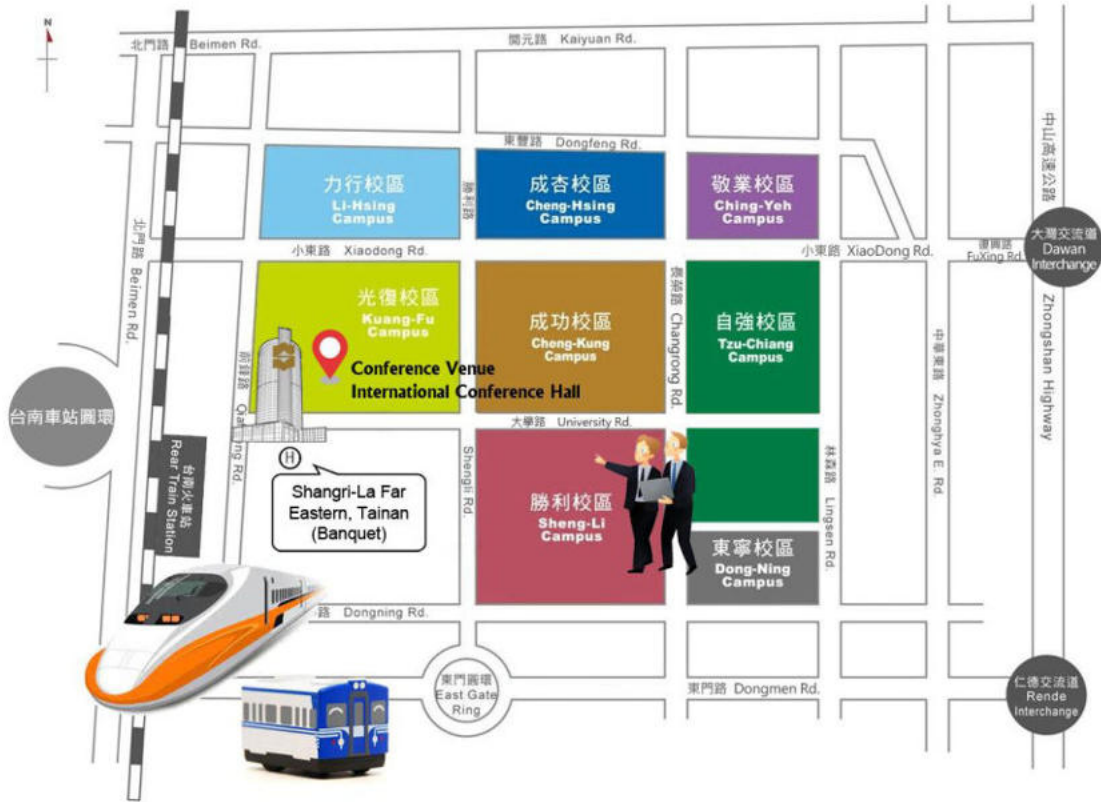 N
北門路 Beimen Rd.
開元路 Kaiyuan Rd.
東豐路 Dongfeng Rd.
中山高速公路
力行校區
Li-Hsing
Campus
勝利路
成杏校區
Cheng-Hsing
Campus
敬業校區
Ching-Yeh
Campus
北門路 Beimen Rd.
小東路 Xiaodong Rd.
小東路 XiaoDong Rd.
復興路
FuXing Rd.
大灣交流道
Dawan
Interchange
光復校區
Kuang-Fu
Campus
成功校區
Cheng-Kung
Campus
長榮路 Changrong Rd.
自強校區
Tzu-Chiang
Campus
中華東路 Zhonghya E. Rd.
Zhongshan Highway
前鋒路
Conference Venue
International Conference Hall
台南車站圓環
大學路 University Rd.
台南火車站
Rear Train Station
H
Shangri-La Far
Eastern, Tainan
(Banquet)
Shengli Rd.
勝利校區
Sheng-Li
Campus
林森路 Lingsen Rd.
東寧校區
Dong-Ning
Campus
路 Dongning Rd.
東門圓環
East Gate
Ring
東門路 Dongmen Rd.
仁德交流道
Rende
Interchange